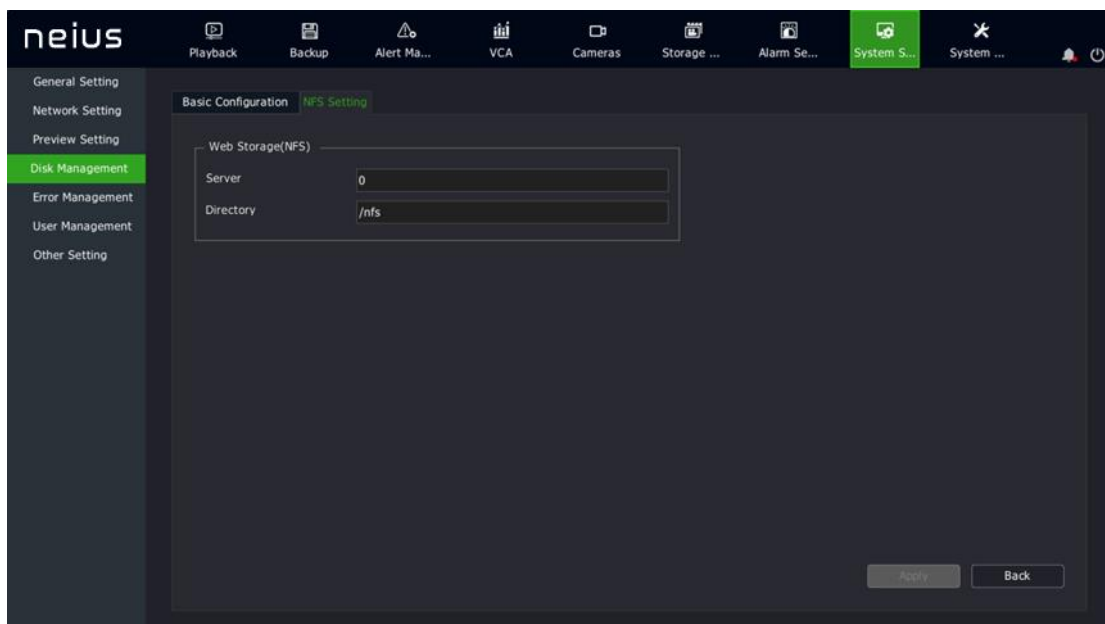 neius
Playback
Backup
Alert Ma...
VCA
Cameras
Storage ...
Alarm Se...
System S...
System ...
General Setting
Network Setting
Preview Setting
Disk Management
Error Management
User Management
Other Setting
Basic Configuration
NFS Setting
Web Storage(NFS)
Server
0
Directory
/nfs
Apply
Back